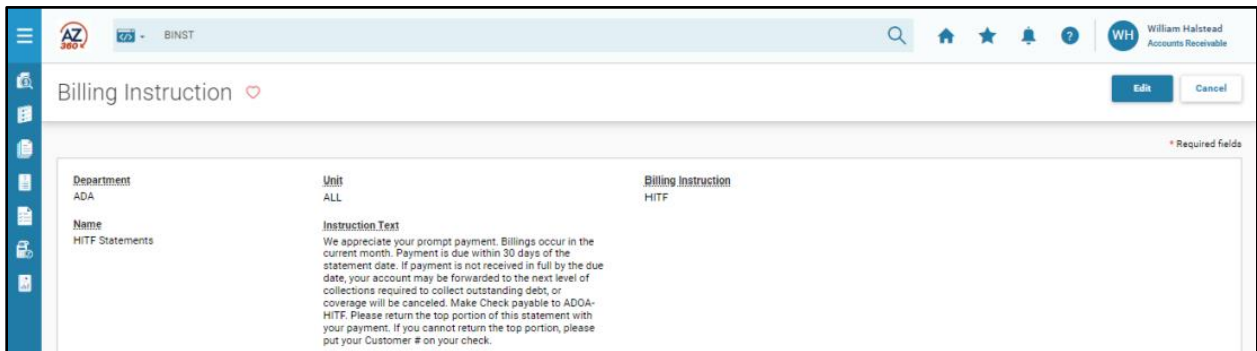 AZ
360
BINST
WH
William Halstead
Accounts Receivable
Billing Instruction
Edit
Cancel
* Required fields
Department
ADA
Unit
ALL
Billing Instruction
HITF
Name
HITF Statements
Instruction Text
We appreciate your prompt payment. Billings occur in the
current month. Payment is due within 30 days of the
statement date. If payment is not received in full by the due
date, your account may be forwarded to the next level of
collections required to collect outstanding debt, or
coverage will be canceled. Make Check payable to ADOA-
HITF. Please return the top portion of this statement with
your payment. If you cannot return the top portion, please
put your Customer # on your check.